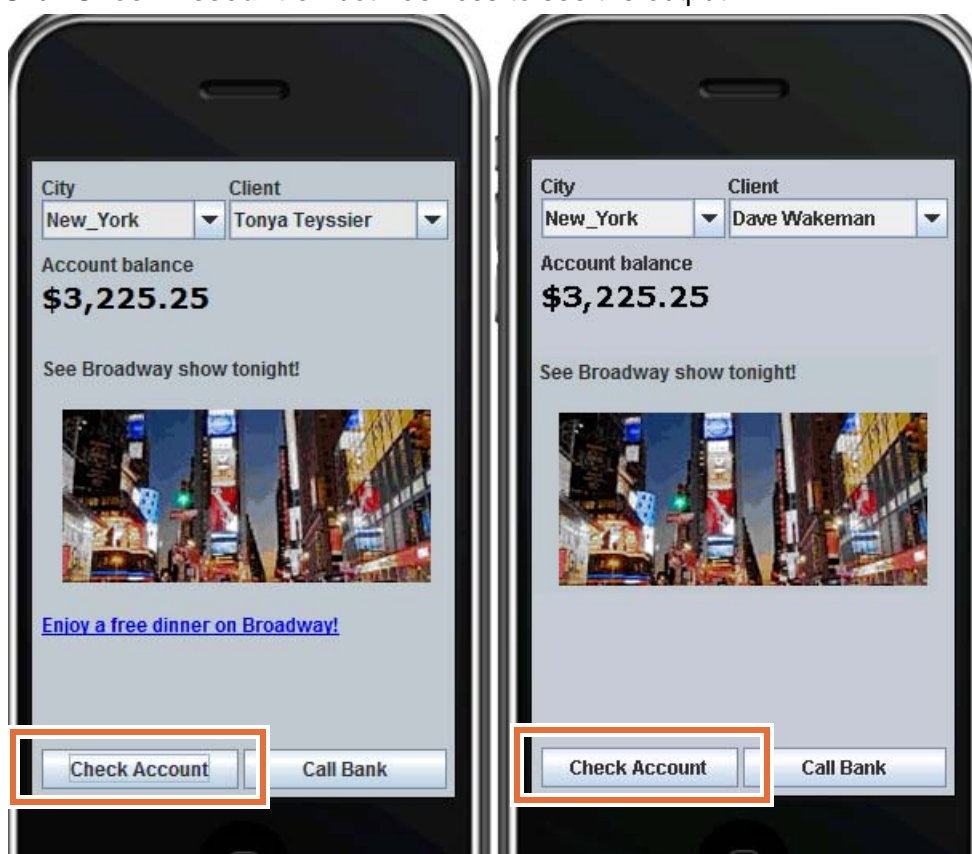 City Client
New_York Tonya Teyssier
Account balance
$3,225.25
See Broadway show tonight!
Enjoy a free dinner on Broadway!
Check Account Call Bank
City Client
New_York Dave Wakeman
Account balance
$3,225.25
See Broadway show tonight!
Check Account Call Bank